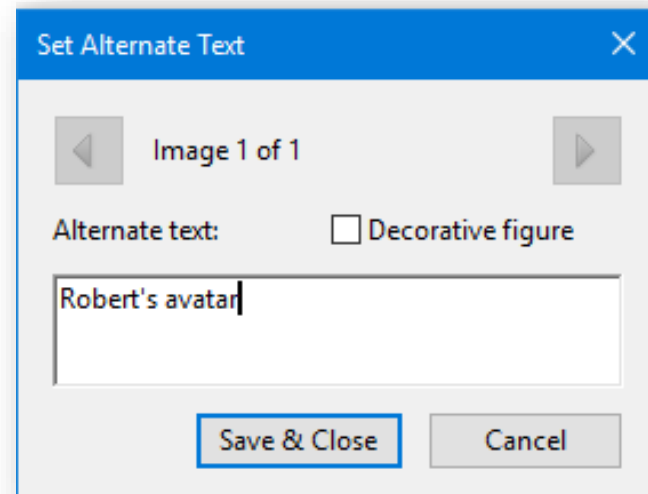 Set Alternate Text
Image 1 of 1
Alternate text: Decorative figure
Robert's avatar
Save & Close Cancel